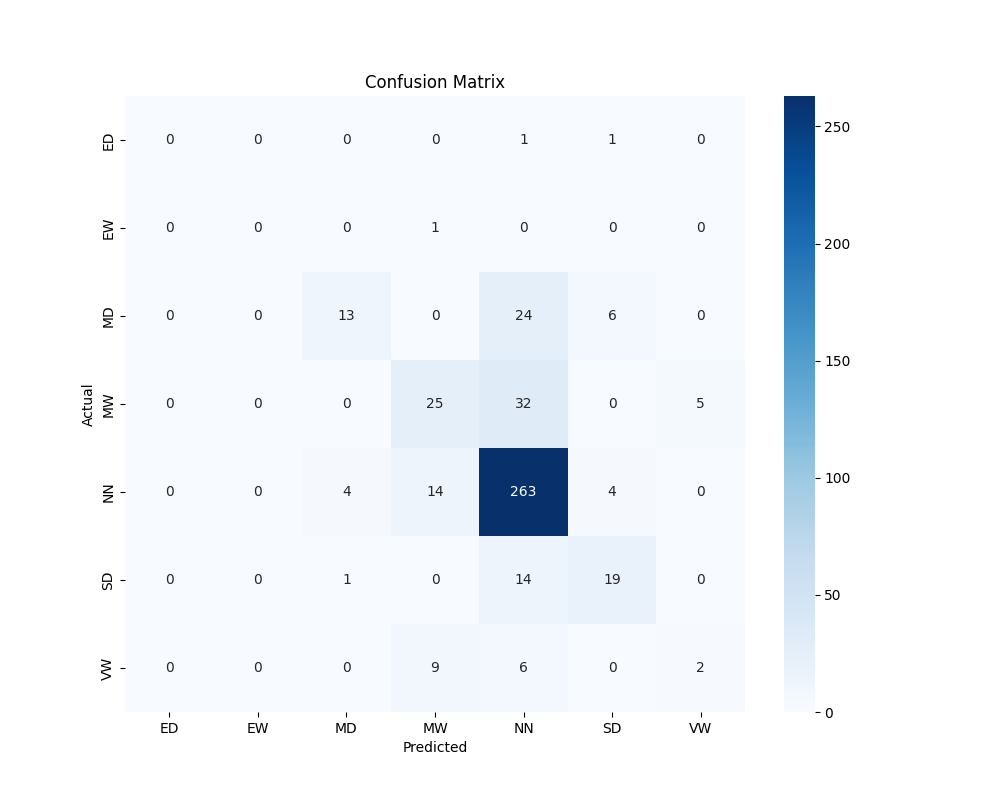 Confusion Matrix
ED 0 0 0 0 1 1 0
EW 0 0 0 1 0 0 0
MD 0 0 13 0 24 6 0
MW 0 0 0 25 32 0 5
NN 0 0 4 14 263 4 0
SD 0 0 1 0 14 19 0
VW 0 0 0 9 6 0 2
ED EW MD MW NN SD VW
Predicted
Actual
250
200
150
100
50
0